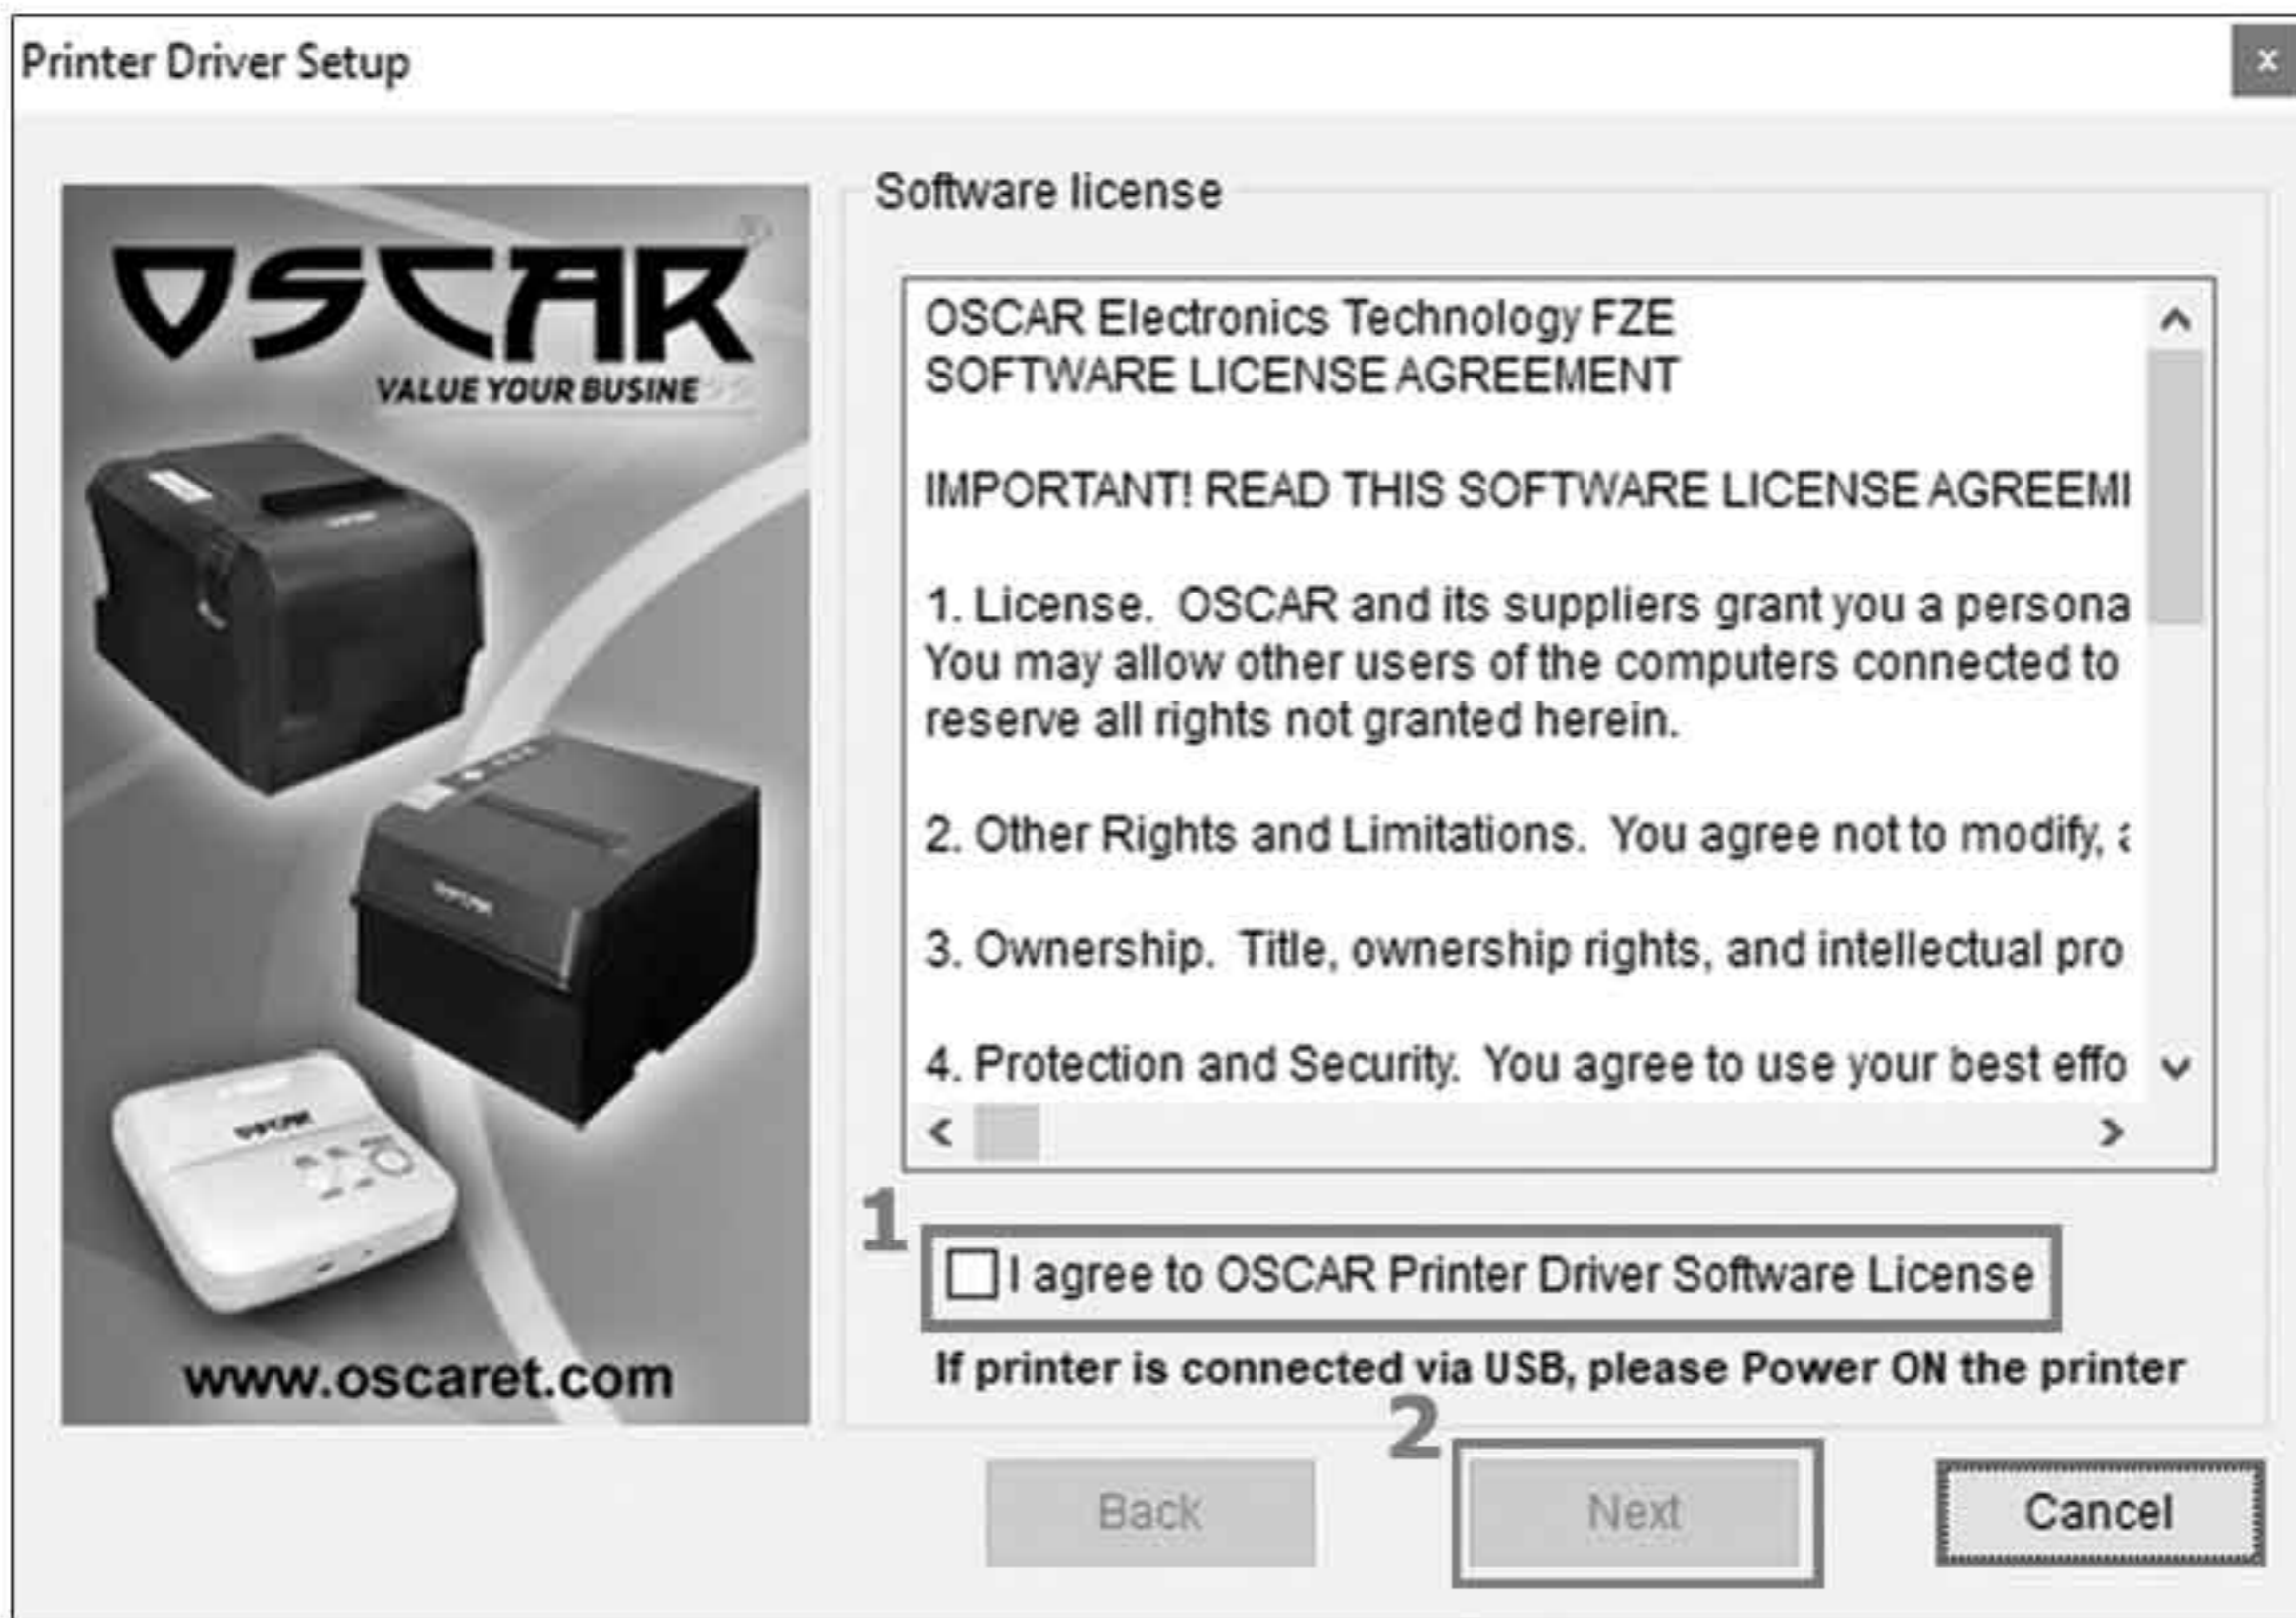 Printer Driver Setup
x
OSCAR
VALUE YOUR BUSINE
www.oscaret.com
Software license
OSCAR Electronics Technology FZE
SOFTWARE LICENSE AGREEMENT
IMPORTANT! READ THIS SOFTWARE LICENSE AGREEMI
1. License.  OSCAR and its suppliers grant you a persona
You may allow other users of the computers connected to
reserve all rights not granted herein.
2. Other Rights and Limitations.  You agree not to modify,
3. Ownership.  Title, ownership rights, and intellectual pro
4. Protection and Security.  You agree to use your best effo
1
I agree to OSCAR Printer Driver Software License
If printer is connected via USB, please Power ON the printer
2
Back
Next
Cancel